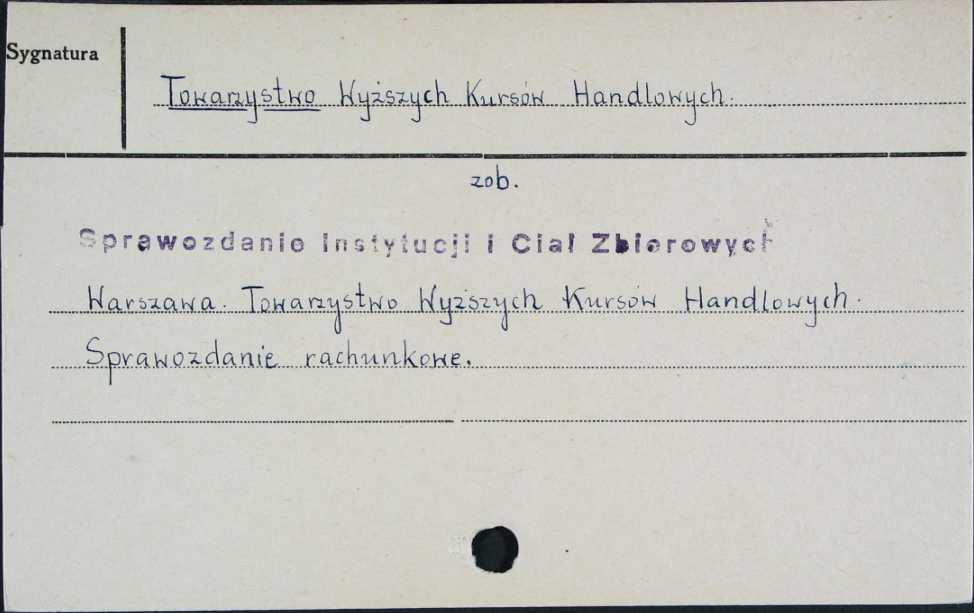 Sygnatura
Towarzystwo Wyższych Kursów Handlowych.
zob.
Sprawozdanie Instytucji i Ciał Zbiorowych
Warszawa. Towarzystwo Wyższych Kursów Handlowych.
Sprawozdanie rachunkowe.